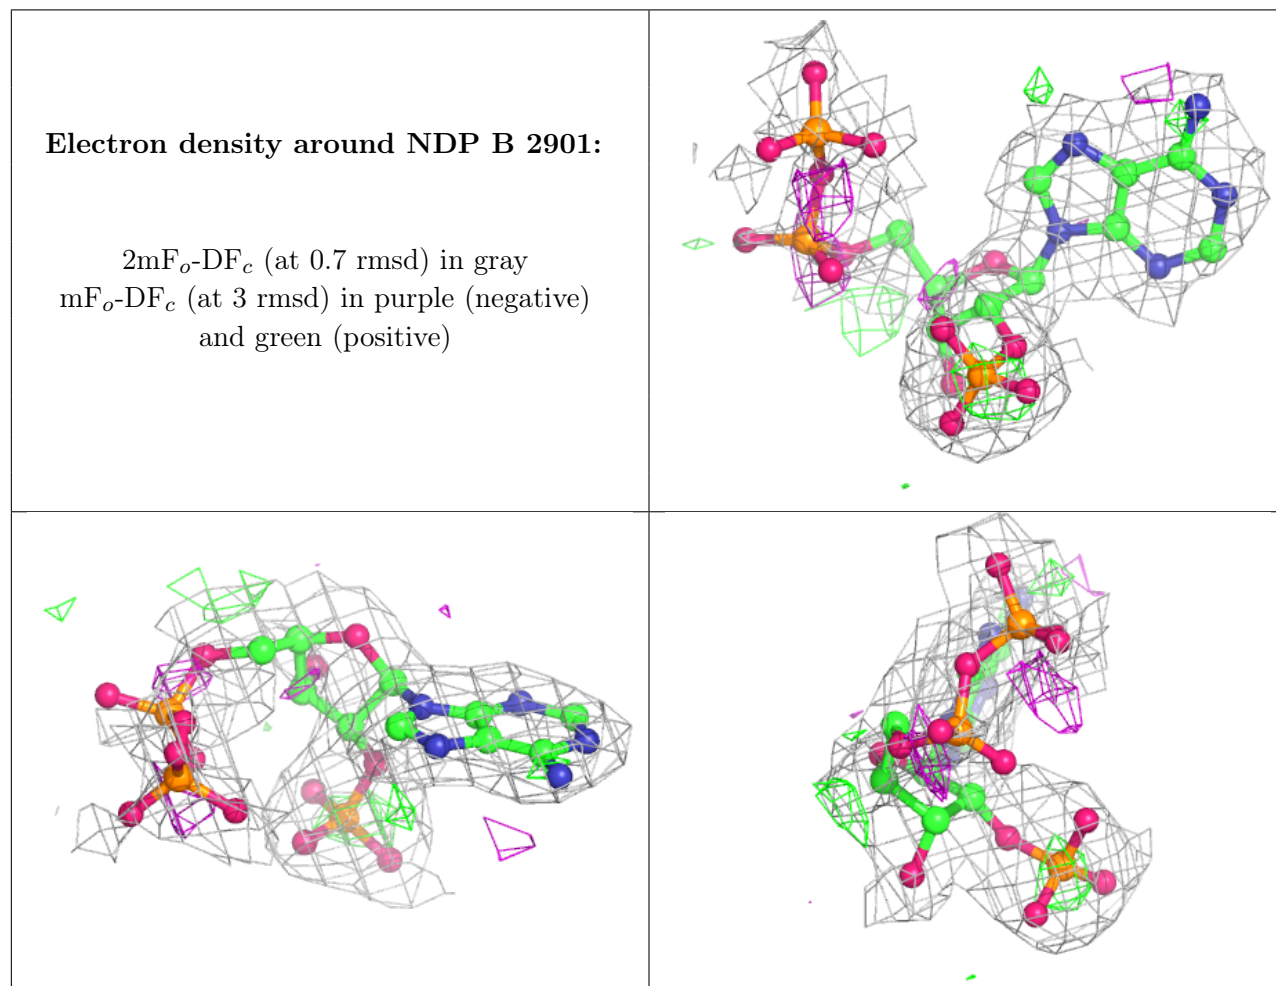 Electron density around NDP B 2901:
2mFo-DFc (at 0.7 rmsd) in gray
mFo-DFc (at 3 rmsd) in purple (negative)
and green (positive)